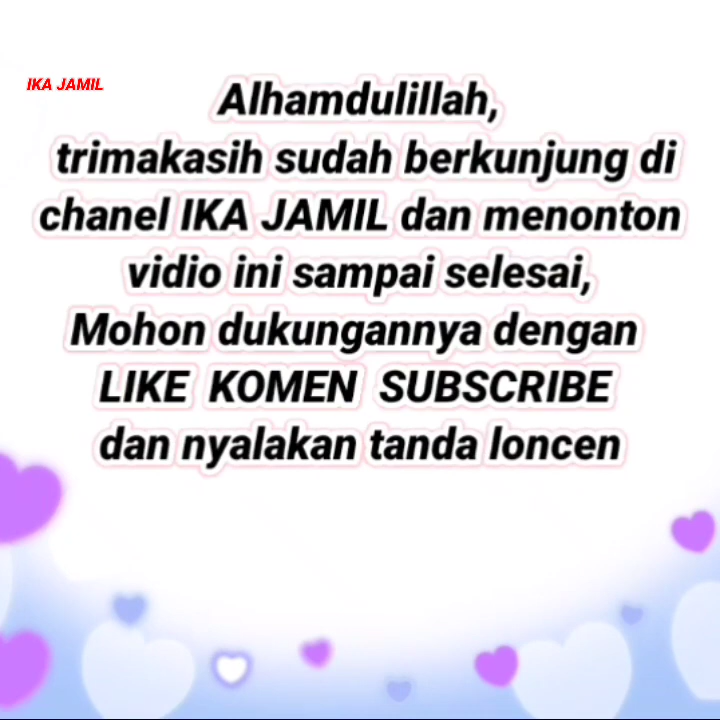 IKA JAMIL
Alhamdulillah,
trimakasih sudah berkunjung di
chanel IKA JAMIL dan menonton
vidio ini sampai selesai,
Mohon dukungannya dengan
LIKE KOMEN SUBSCRIBE
dan nyalakan tanda loncen